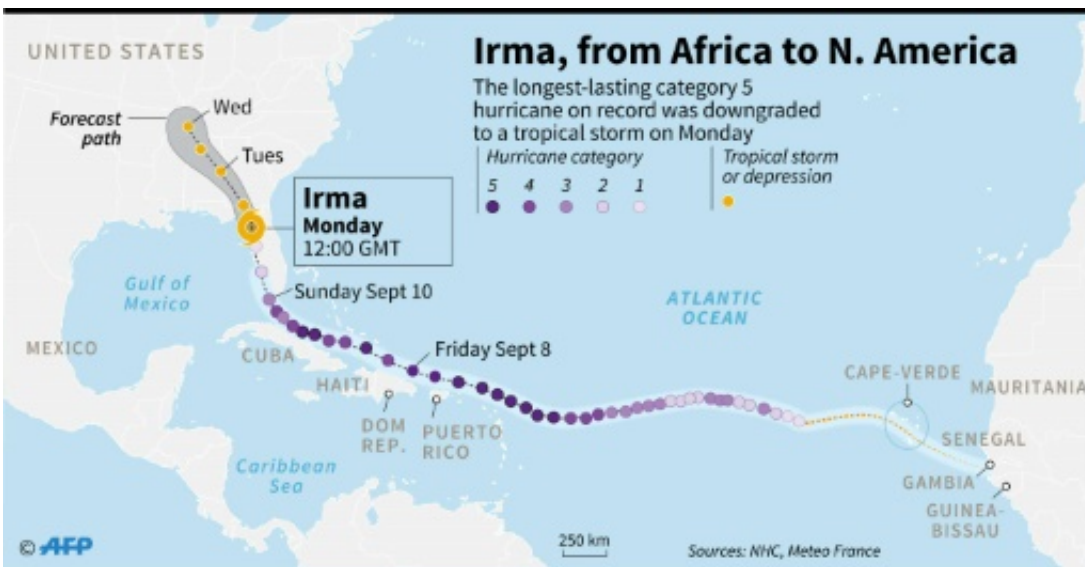 UNITED STATES
Irma, from Africa to N. America
The longest-lasting category 5
hurricane on record was downgraded
to a tropical storm on Monday
Hurricane category
5 4 3 2 1
Tropical storm
or depression
Forecast
path
Wed
Tues
Irma
Monday
12:00 GMT
Gulf of
Mexico
Sunday Sept 10
ATLANTIC
OCEAN
MEXICO
CUBA
Friday Sept 8
HAITI
DOM
REP.
PUERTO
RICO
CAPE-VERDE
MAURITANIA
SENEGAL
GAMBIA
GUINEA-
BISSAU
Caribbean
Sea
© AFP
250 km
Sources: NHC, Meteo France